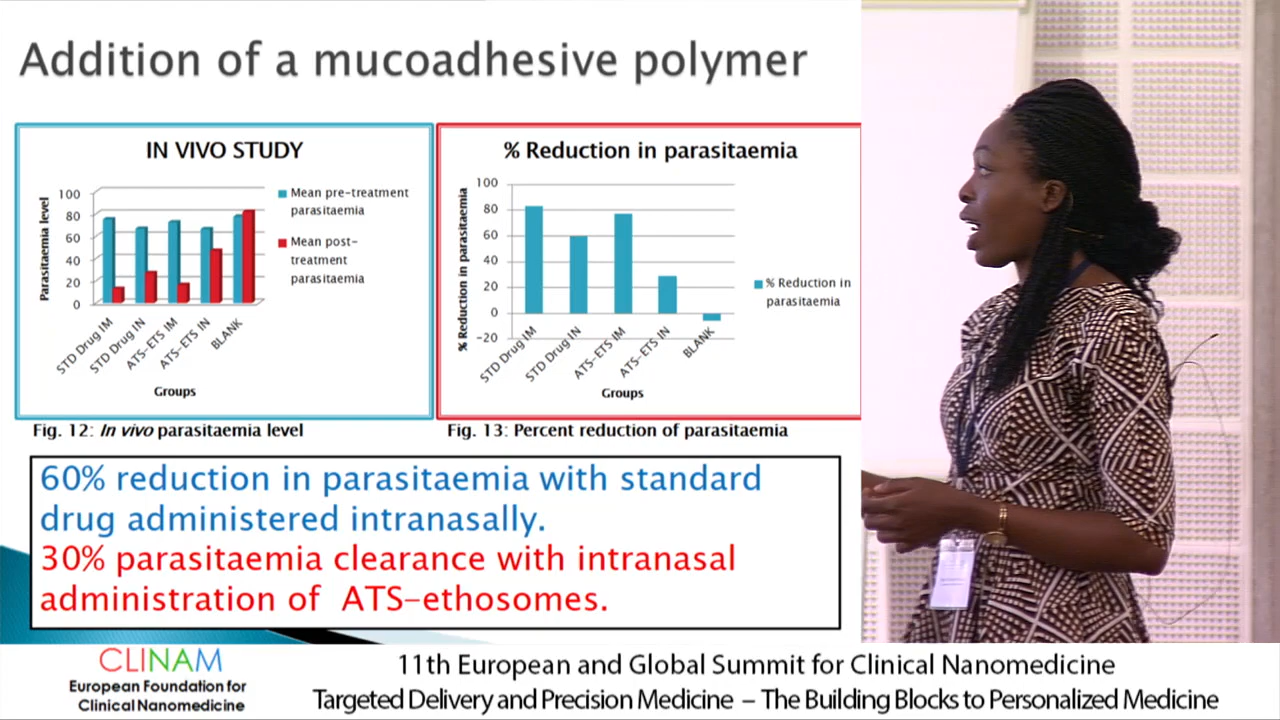 Addition of a mucoadhesive polymer
IN VIVO STUDY
Parasitaemia level
100
80
60
40
20
0
STD Drug IM
STD Drug IN
ATS-ETS IM
ATS-ETS IN
BLANK
Groups
Mean pre-treatment
parasitaemia
Mean post-
treatment
parasitaemia
Fig. 12: In vivo parasitaemia level
% Reduction in parasitaemia
% Reduction in parasitaemia
100
80
60
40
20
0
-20
STD Drug IM
STD Drug IN
ATS-ETS IM
ATS-ETS IN
BLANK
Groups
% Reduction in
parasitaemia
Fig. 13: Percent reduction of parasitaemia
60% reduction in parasitaemia with standard
drug administered intranasally.
30% parasitaemia clearance with intranasal
administration of ATS-ethosomes.
CLINAM
European Foundation for
Clinical Nanomedicine
11th European and Global Summit for Clinical Nanomedicine
Targeted Delivery and Precision Medicine – The Building Blocks to Personalized Medicine